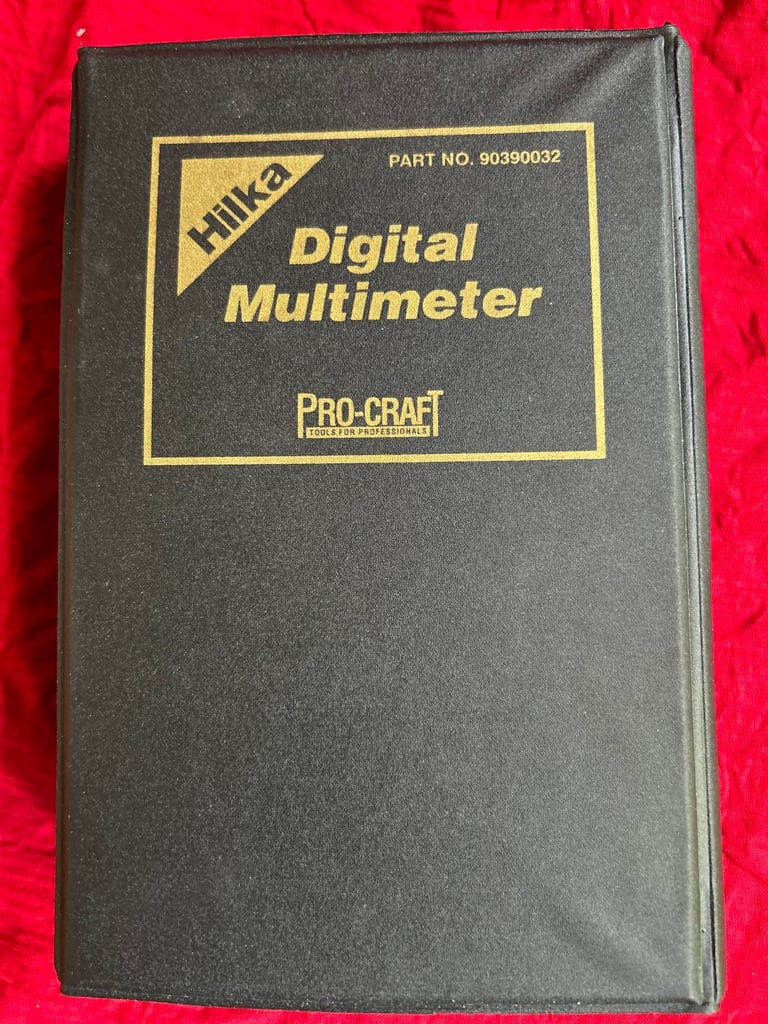 Hilka
PART NO. 90390032
Digital
Multimeter
PRO-CRAFT
TOOLS FOR PROFESSIONALS